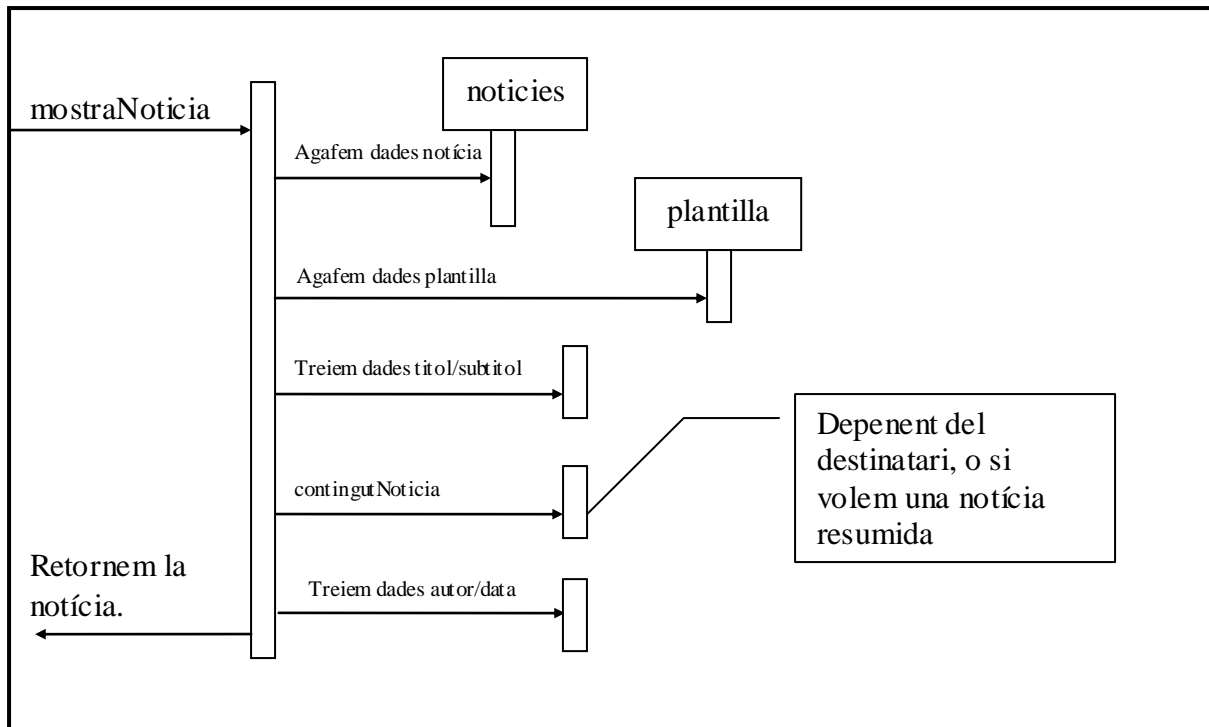 noticies
mostraNoticia
Agafem dades notícia
plantilla
Agafem dades plantilla
Treiem dades titol/subtitol
Depenent del
destinatari, o si
volem una notícia
resumida
contingutNoticia
Retornem la
notícia.
Treiem dades autor/data